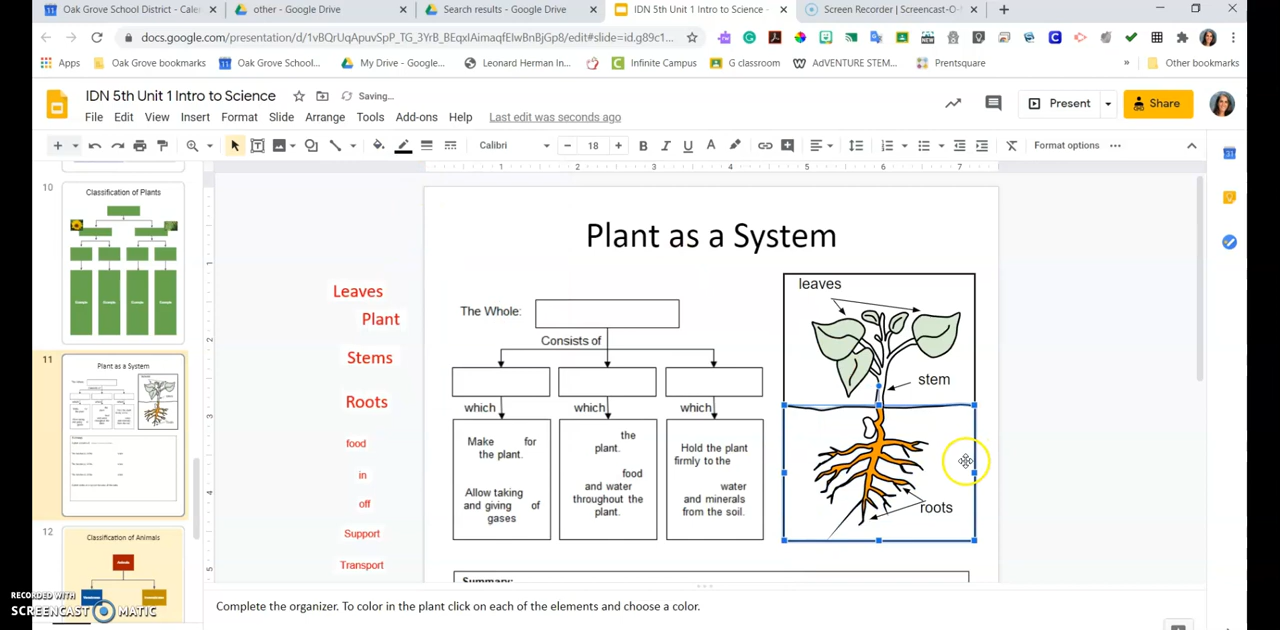 Oak Grove School District - Cale
other - Google Drive
Search results - Google Drive
IDN 5th Unit 1 Intro to Science -
Screen Recorder | Screencast-O-
docs.google.com/presentation/d/1vBQrUqApuvSpP_TG_3YrB_BEqxIAimaqfEIwBnBjGp8/edit#slide=id.g89c1...
Apps
Oak Grove bookmarks
Oak Grove School...
My Drive - Google...
Leonard Herman In...
Infinite Campus
G classroom
AdVENTURE STEM...
Prentsquare
»
Other bookmarks
IDN 5th Unit 1 Intro to Science
Saving...
File Edit View Insert Format Slide Arrange Tools Add-ons Help Last edit was seconds ago
Present
Share
Calibri
18
Format options
10
Classification of Plants
11
Plant as a System
12
Classification of Animals
Plant as a System
Leaves
Plant
Stems
Roots
food
in
off
Support
Transport
The Whole:
Consists of
which
which
which
Make for
the plant.
Allow taking
and giving of
gases
the
plant.
food
and water
throughout the
plant.
Hold the plant
firmly to the
water
and minerals
from the soil.
leaves
stem
roots
Summary:
Complete the organizer. To color in the plant click on each of the elements and choose a color.
RECORDED WITH
SCREENCAST MATIC